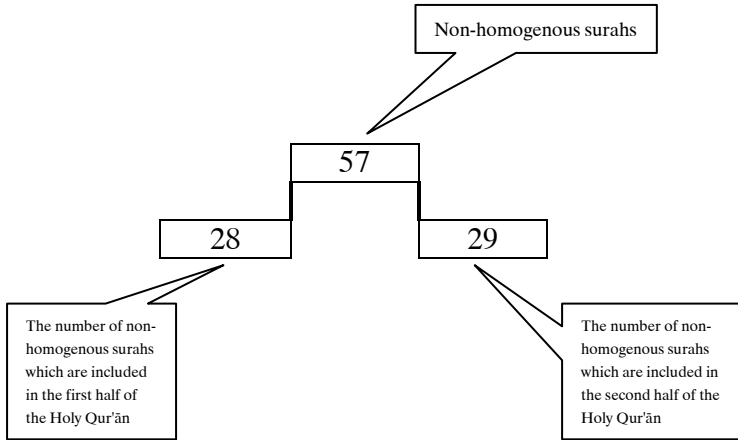 Non-homogenous surahs
57
28
29
The number of non-
homogenous surahs
which are included
in the first half of
the Holy Qur'ān
The number of non-
homogenous surahs
which are included in
the second half of the
Holy Qur'ān